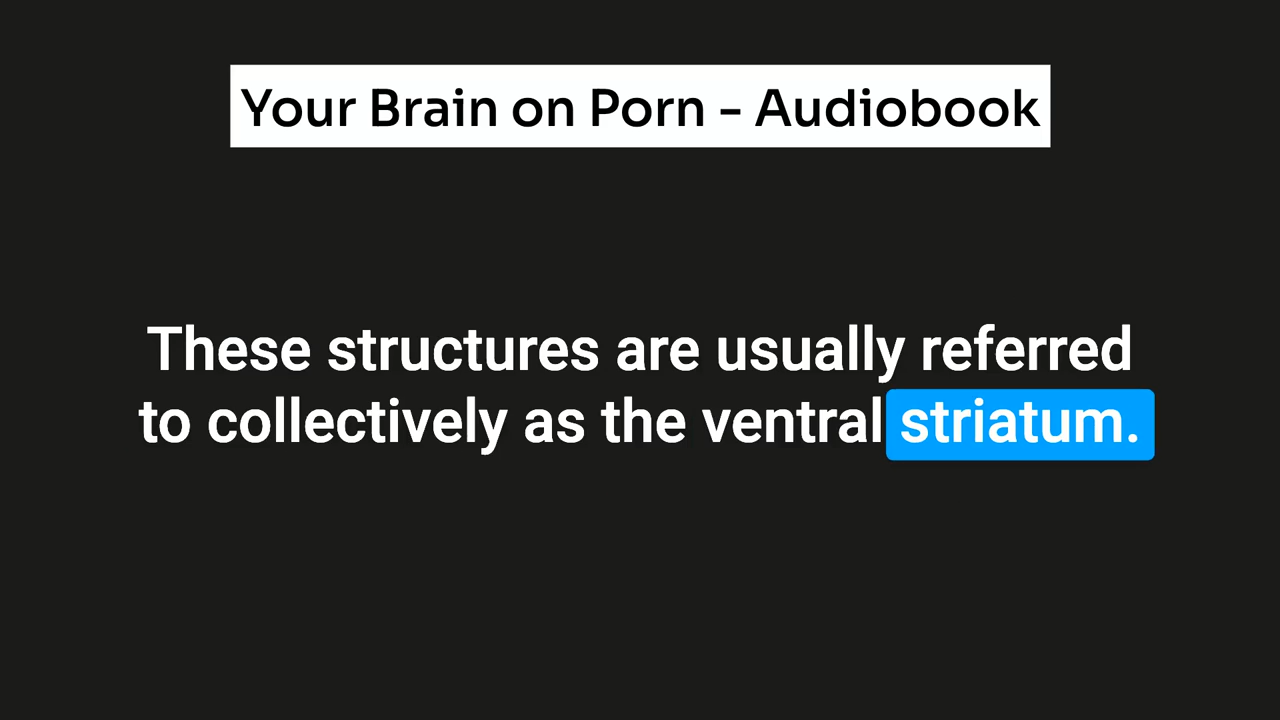 Your Brain on Porn - Audiobook
These structures are usually referred
to collectively as the ventral striatum.